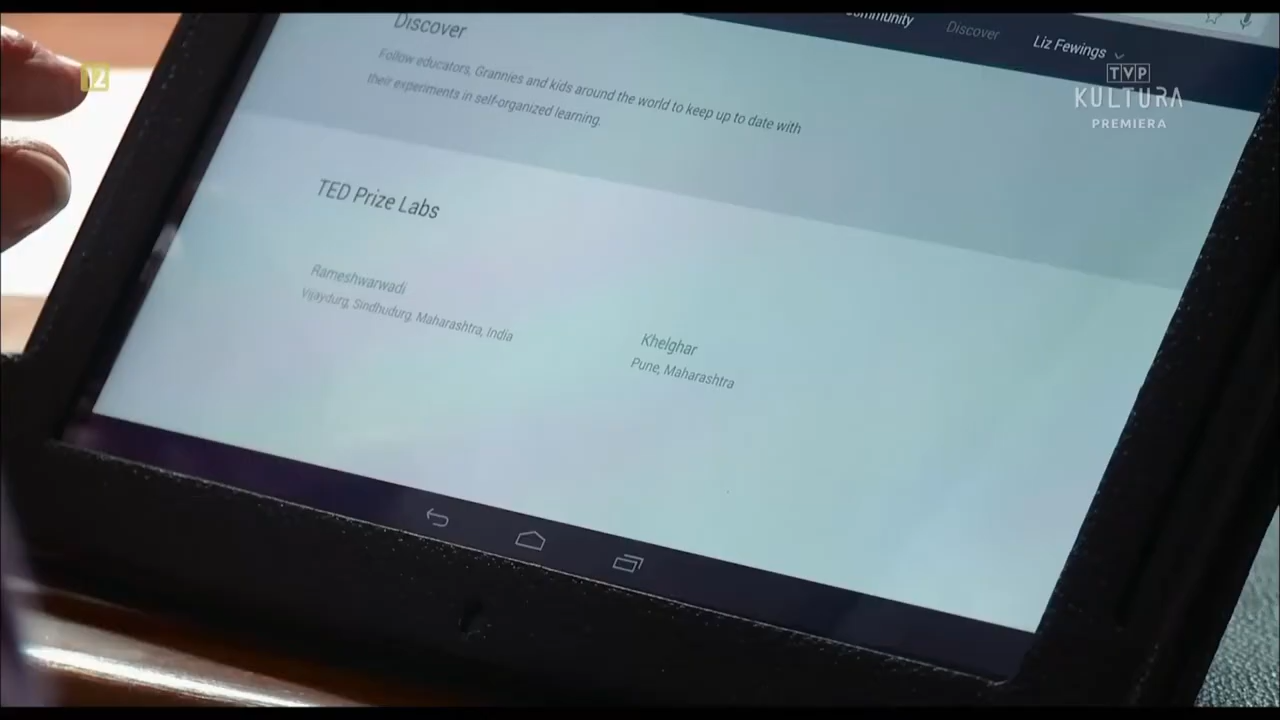 Community
Discover
Liz Fewings
Discover
Follow educators, Grannies and kids around the world to keep up to date with
their experiments in self-organized learning.
TED Prize Labs
Rameshwarwadi
Vijaydurg, Sindhudurg, Maharashtra, India
Khelghar
Pune, Maharashtra
12
TVP
KULTURA
PREMIERA